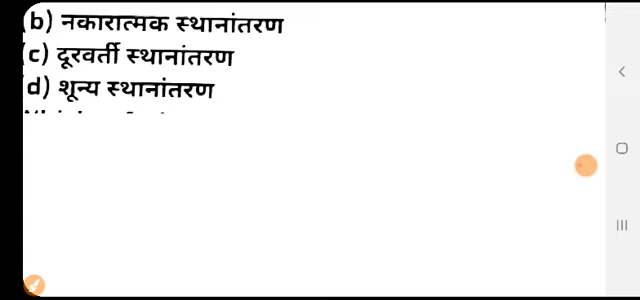 (b) नकारात्मक स्थानांतरण
(c) दूरवर्ती स्थानांतरण
(d) शून्य स्थानांतरण